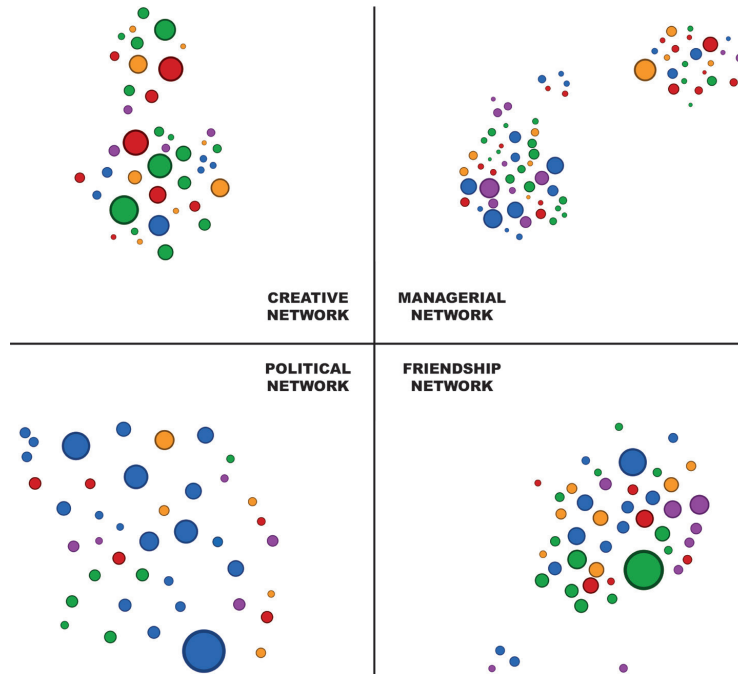 CREATIVE
NETWORK
MANAGERIAL
NETWORK
POLITICAL
NETWORK
FRIENDSHIP
NETWORK